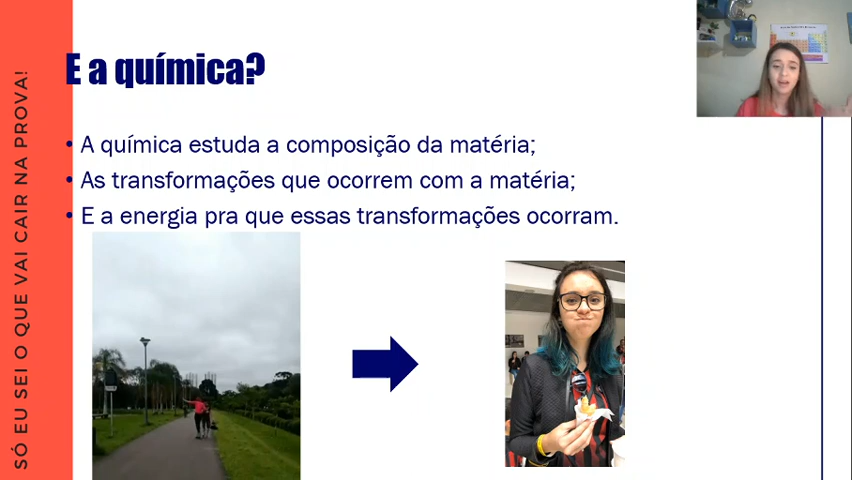 SÓ EU SEI O QUE VAI CAIR NA PROVA!
E a química?
• A química estuda a composição da matéria;
• As transformações que ocorrem com a matéria;
• E a energia pra que essas transformações ocorram.